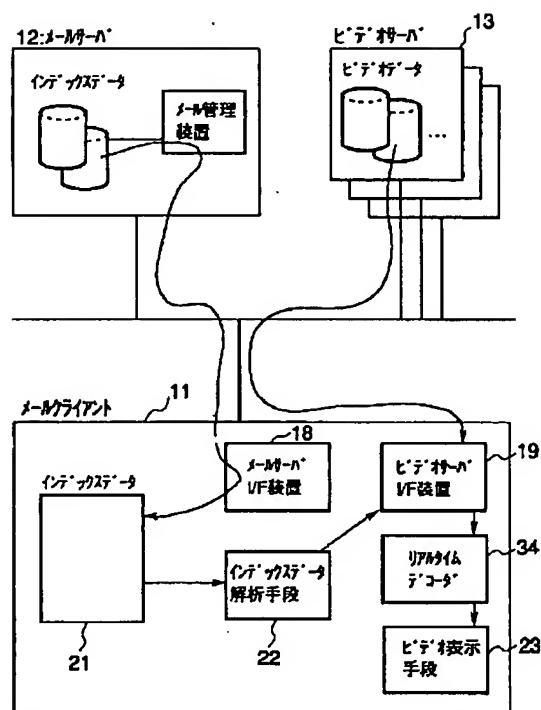 12:ﾒｰﾙｻｰﾊﾞ
ｲﾝﾃﾞｯｸｽﾃﾞｰﾀ
ﾒｰﾙ管理
装置
ﾋﾞﾃﾞｵｻｰﾊﾞ
13
ﾋﾞﾃﾞｵﾃﾞｰﾀ
…
ﾒｰﾙｸﾗｲｱﾝﾄ
11
18
ﾒｰﾙｻｰﾊﾞ
I/F装置
19
ﾋﾞﾃﾞｵｻｰﾊﾞ
I/F装置
ｲﾝﾃﾞｯｸｽﾃﾞｰﾀ
21
ｲﾝﾃﾞｯｸｽﾃﾞｰﾀ
解析手段
22
34
ﾘｱﾙﾀｲﾑ
ﾃﾞｺｰﾀﾞ
ﾋﾞﾃﾞｵ表示
手段
23